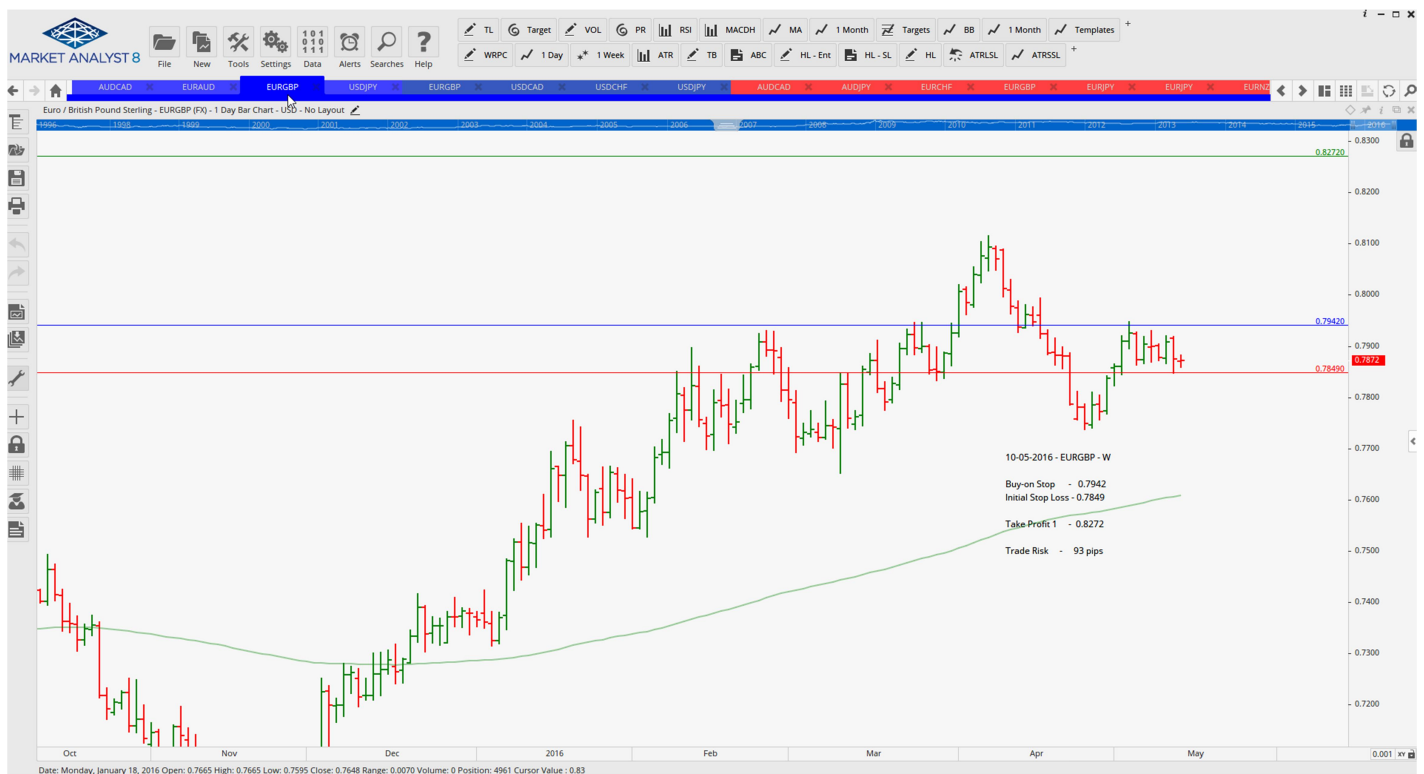 MARKET ANALYST 8
File New Tools Settings Data Alerts Searches Help
TL Target VOL PR RSI MACDH MA 1 Month Targets BB 1 Month Templates +
WRPC 1 Day 1 Week ATR TB ABC HL - Ent HL - SL HL ATRLSL ATRSSL +
AUDCAD EURAUD EURGBP USDJPY EURGBP USDCAD USDCHF USDJPY AUDCAD AUDJPY EURCHF EURGBP EURJPY EURJPY EURNZ
Euro / British Pound Sterling - EURGBP (FX) - 1 Day Bar Chart - USD - No Layout
1996 1998 1999 2000 2001 2002 2003 2004 2005 2006 2007 2008 2009 2010 2011 2012 2013 2014 2015 2016
0.8300
0.82720
0.8200
0.8100
0.8000
0.79420
0.7900
0.7872
0.78490
0.7800
0.7700
10-05-2016 - EURGBP - W
Buy-on Stop - 0.7942
Initial Stop Loss - 0.7849
0.7600
Take Profit 1 - 0.8272
Trade Risk - 93 pips
0.7500
0.7400
0.7300
0.7200
Oct Nov Dec 2016 Feb Mar Apr May
0.001 XY
Date: Monday, January 18, 2016 Open: 0.7665 High: 0.7665 Low: 0.7595 Close: 0.7648 Range: 0.0070 Volume: 0 Position: 4961 Cursor Value : 0.83